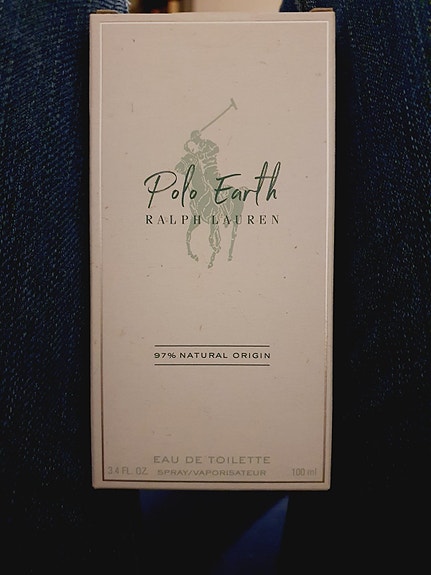 Polo Earth
RALPH LAUREN
97% NATURAL ORIGIN
EAU DE TOILETTE
3.4 FL. OZ. SPRAY/VAPORISATEUR 100 ml